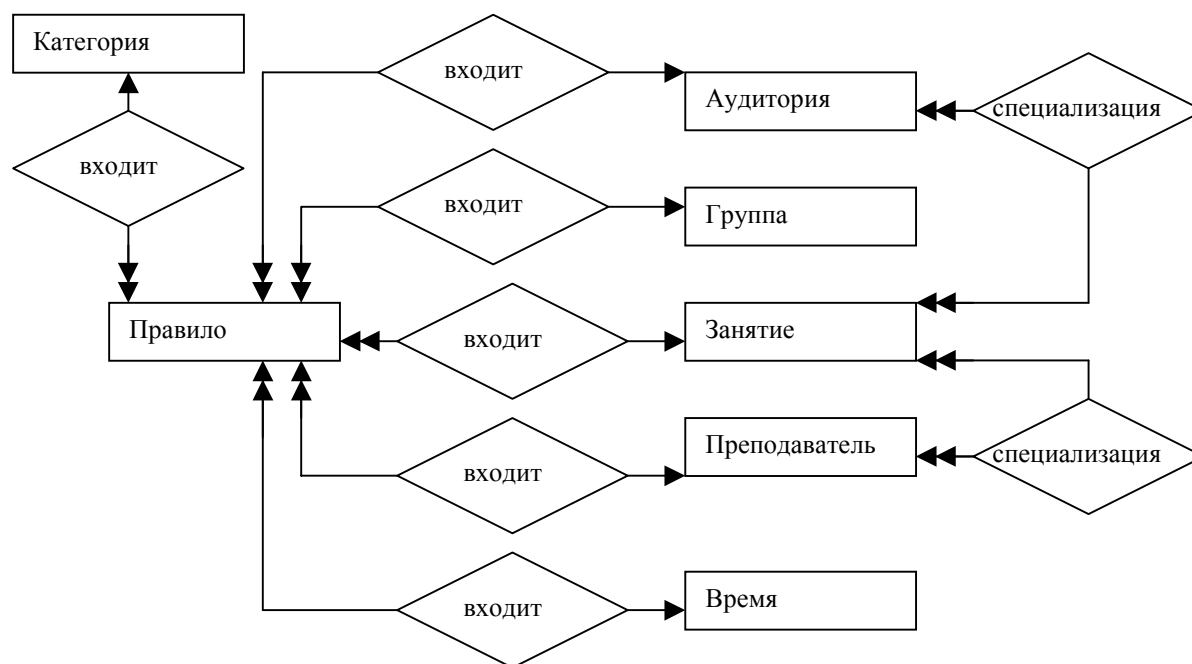 Категория
входит
Аудитория
специализация
входит
входит
Группа
Правило
входит
Занятие
входит
Преподаватель
специализация
входит
Время